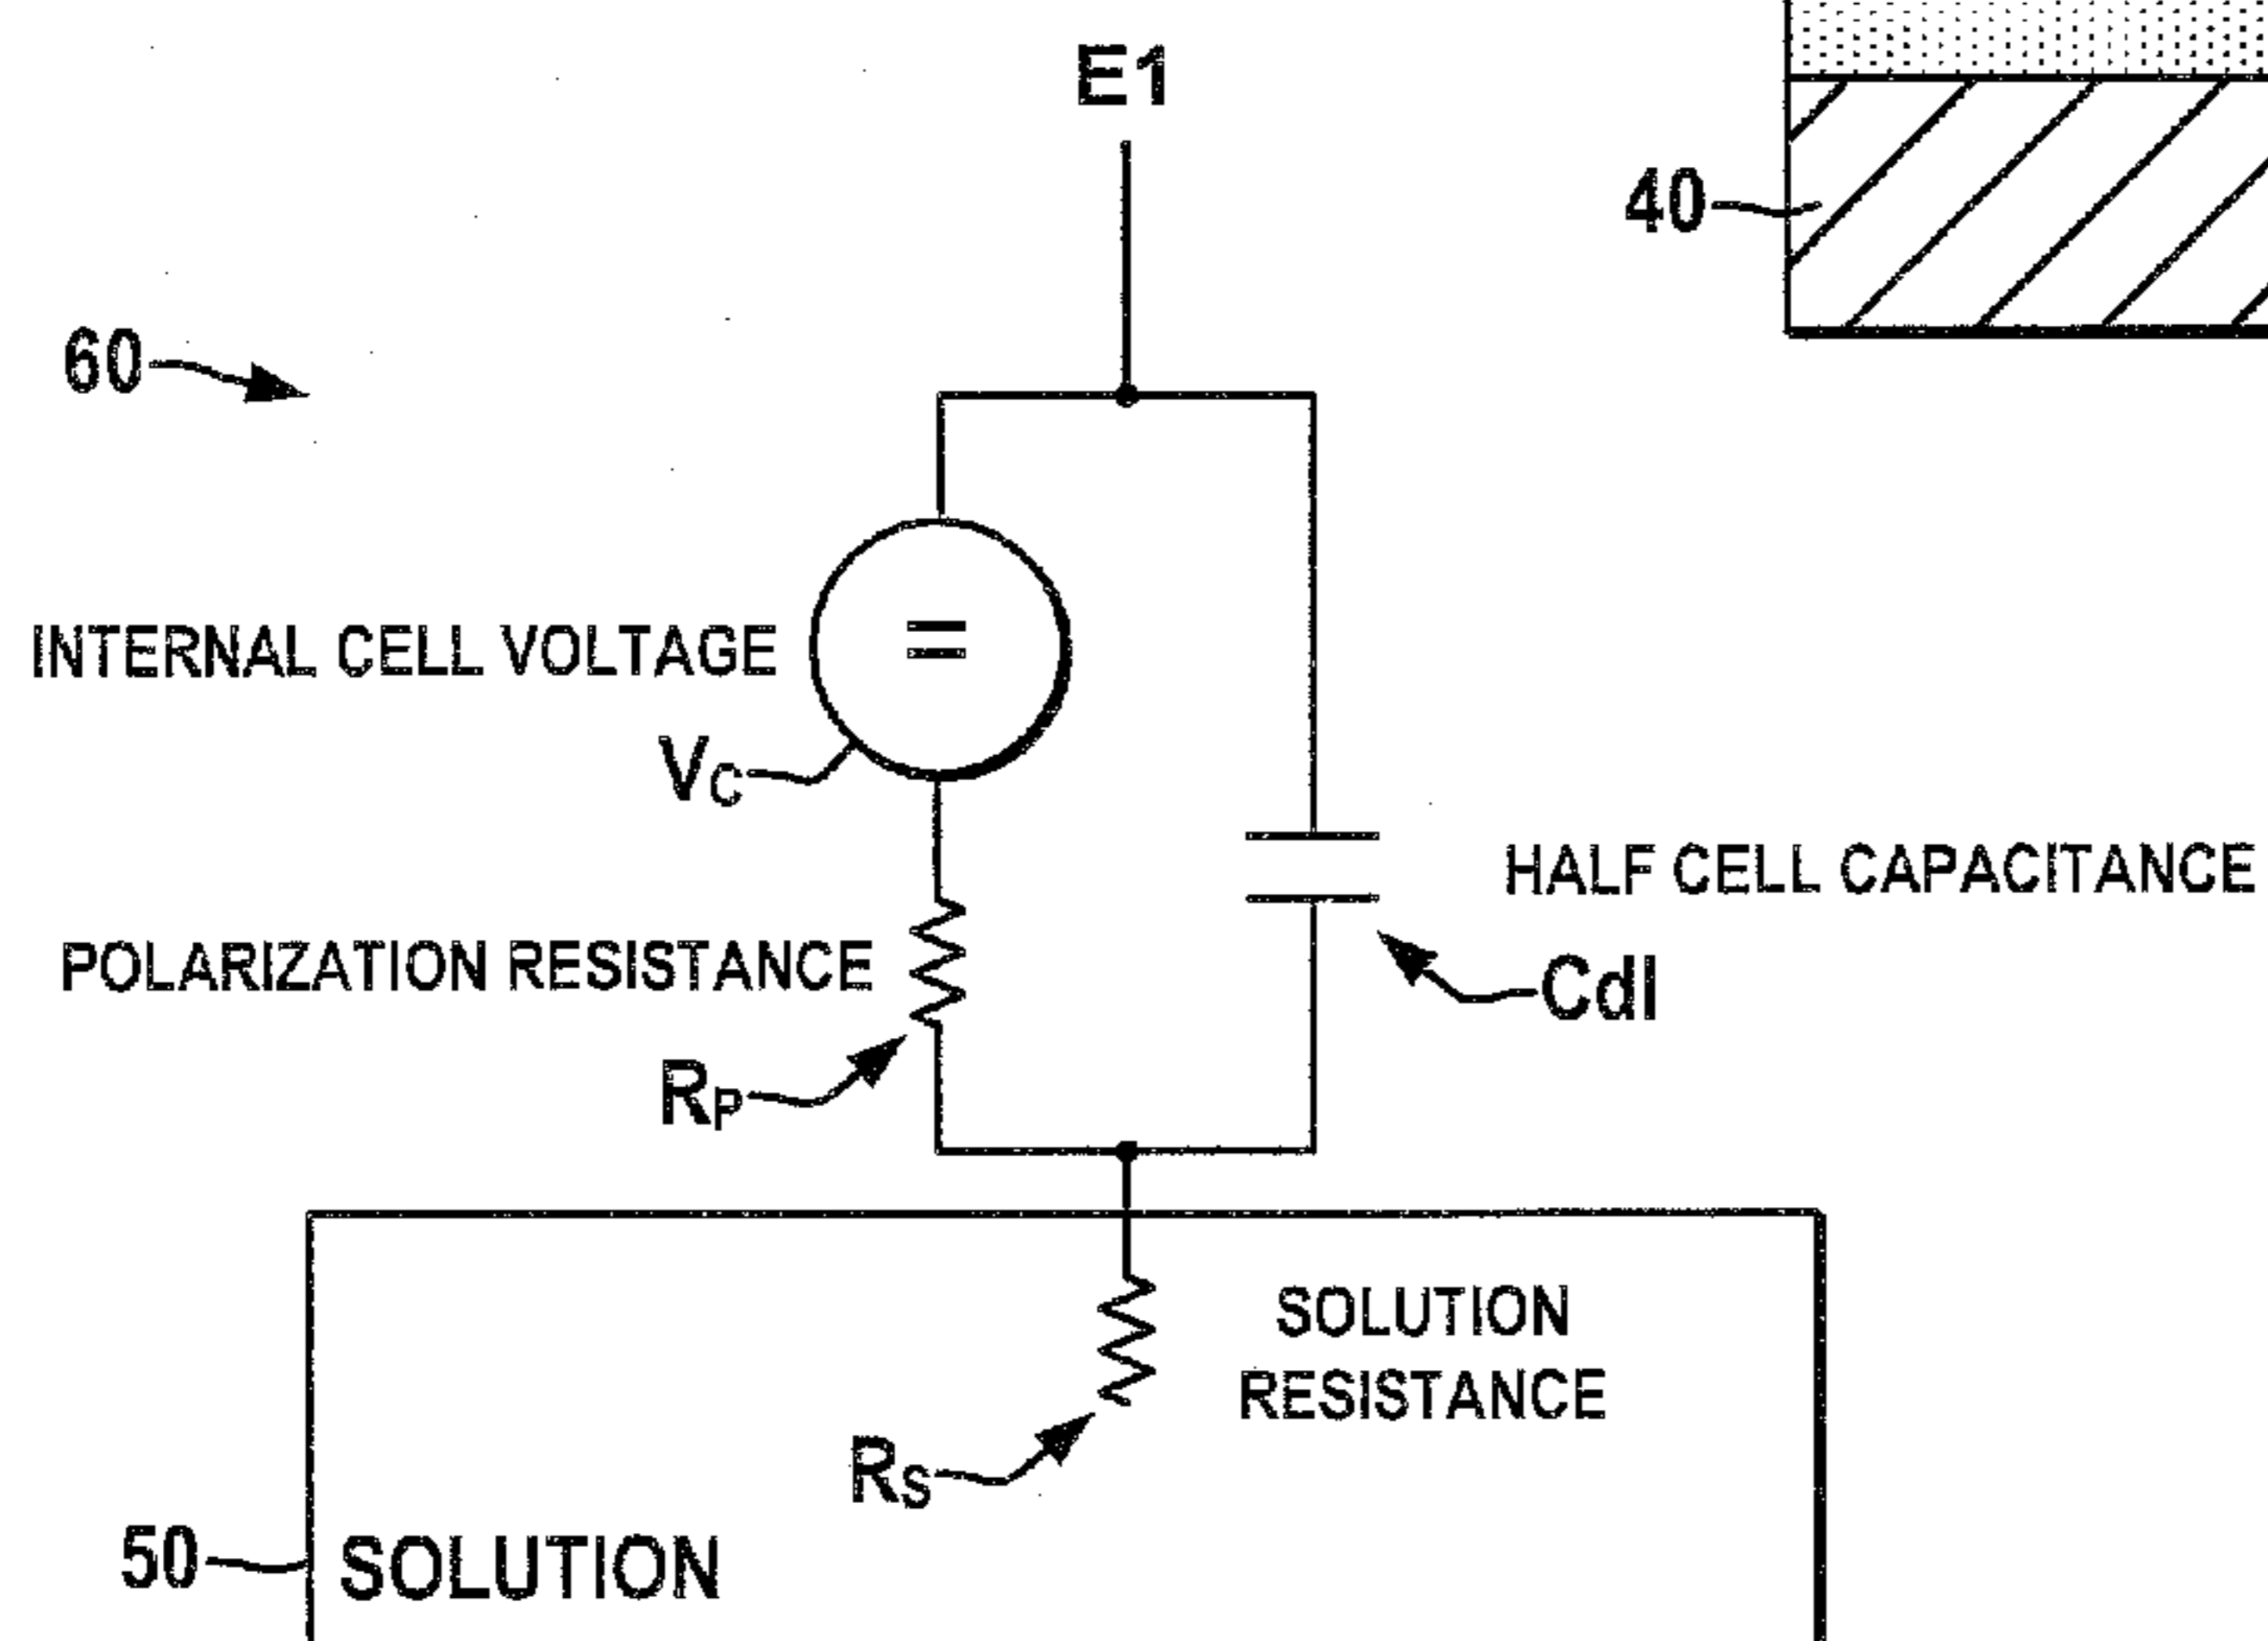 E1
40
60
INTERNAL CELL VOLTAGE
=
VC
HALF CELL CAPACITANCE
POLARIZATION RESISTANCE
Cdl
RP
SOLUTION
RESISTANCE
RS
50 SOLUTION